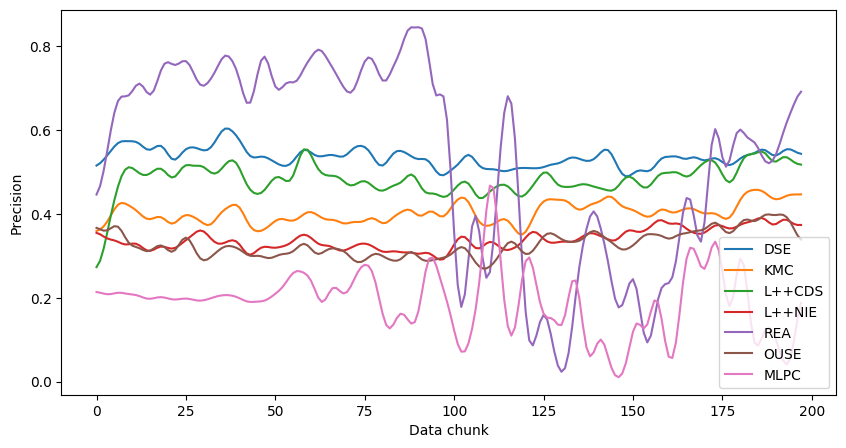 Precision
0.8
0.6
0.4
0.2
0.0
0
25
50
75
100
125
150
175
200
Data chunk
DSE
KMC
L++CDS
L++NIE
REA
OUSE
MLPC